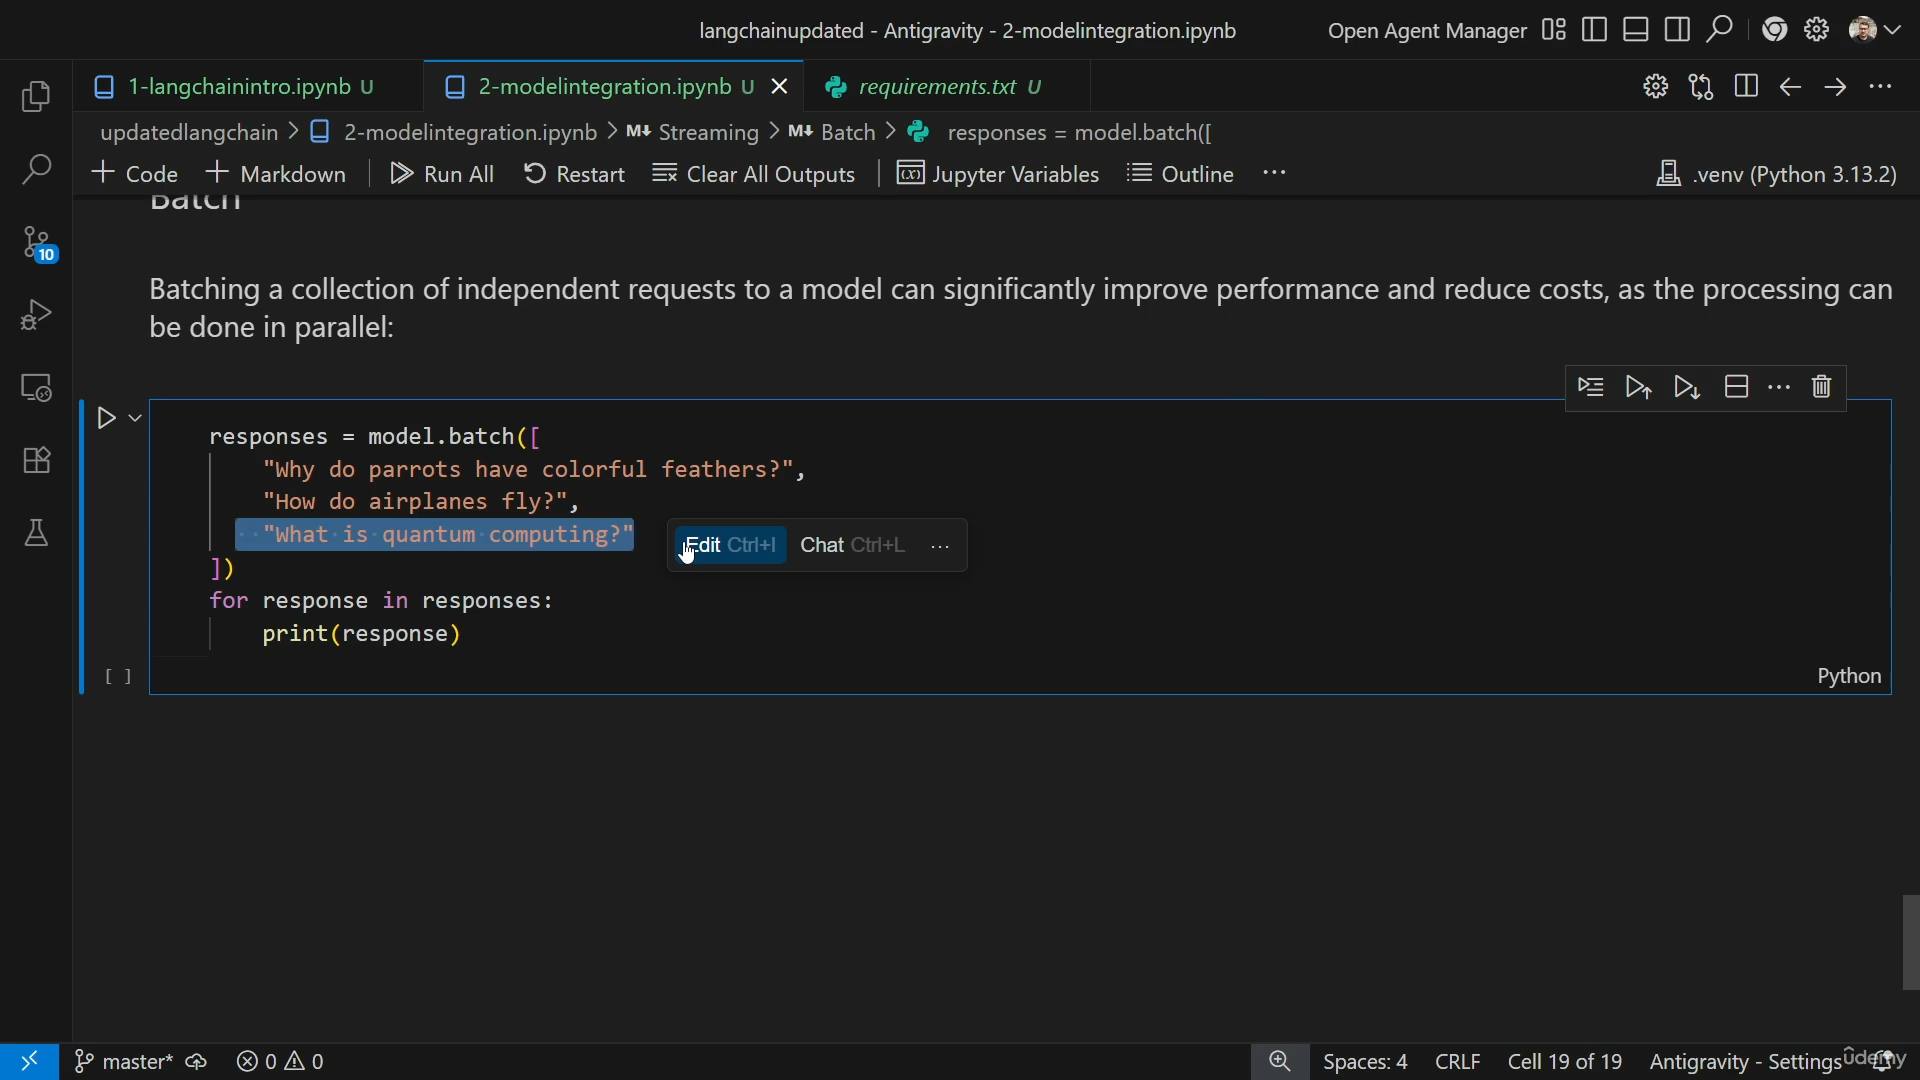 langchainupdated - Antigravity - 2-modelintegration.ipynb
Open Agent Manager
1-langchainintro.ipynb U
2-modelintegration.ipynb U
requirements.txt U
updatedlangchain > 2-modelintegration.ipynb > M↓ Streaming > M↓ Batch > responses = model.batch([
+ Code + Markdown Run All Restart Clear All Outputs Jupyter Variables Outline ... .venv (Python 3.13.2)
Batch
10
Batching a collection of independent requests to a model can significantly improve performance and reduce costs, as the processing can
be done in parallel:
responses = model.batch([
"Why do parrots have colorful feathers?",
"How do airplanes fly?",
"What is quantum computing?"
Edit Ctrl+I Chat Ctrl+L ...
])
for response in responses:
print(response)
[ ]
Python
master* 0 0 Spaces: 4 CRLF Cell 19 of 19 Antigravity - Settings
ûdemy